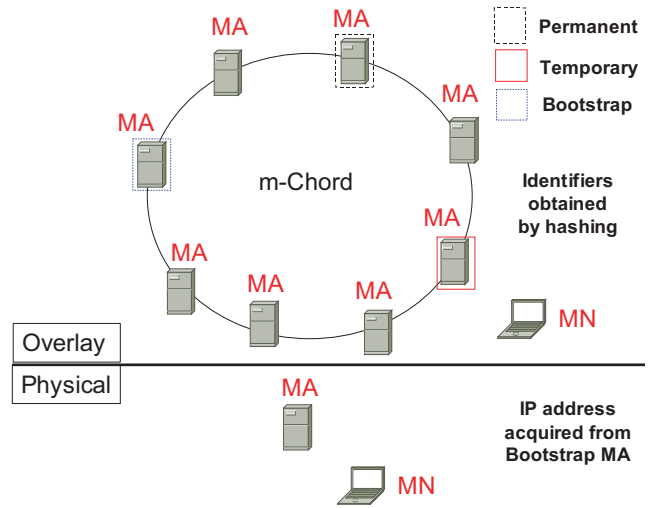 MA
MA
Permanent
Temporary
Bootstrap
MA
MA
m-Chord
Identifiers
obtained
by hashing
MA
MA
MA
MA
MN
Overlay
Physical
MA
IP address
acquired from
Bootstrap MA
MN